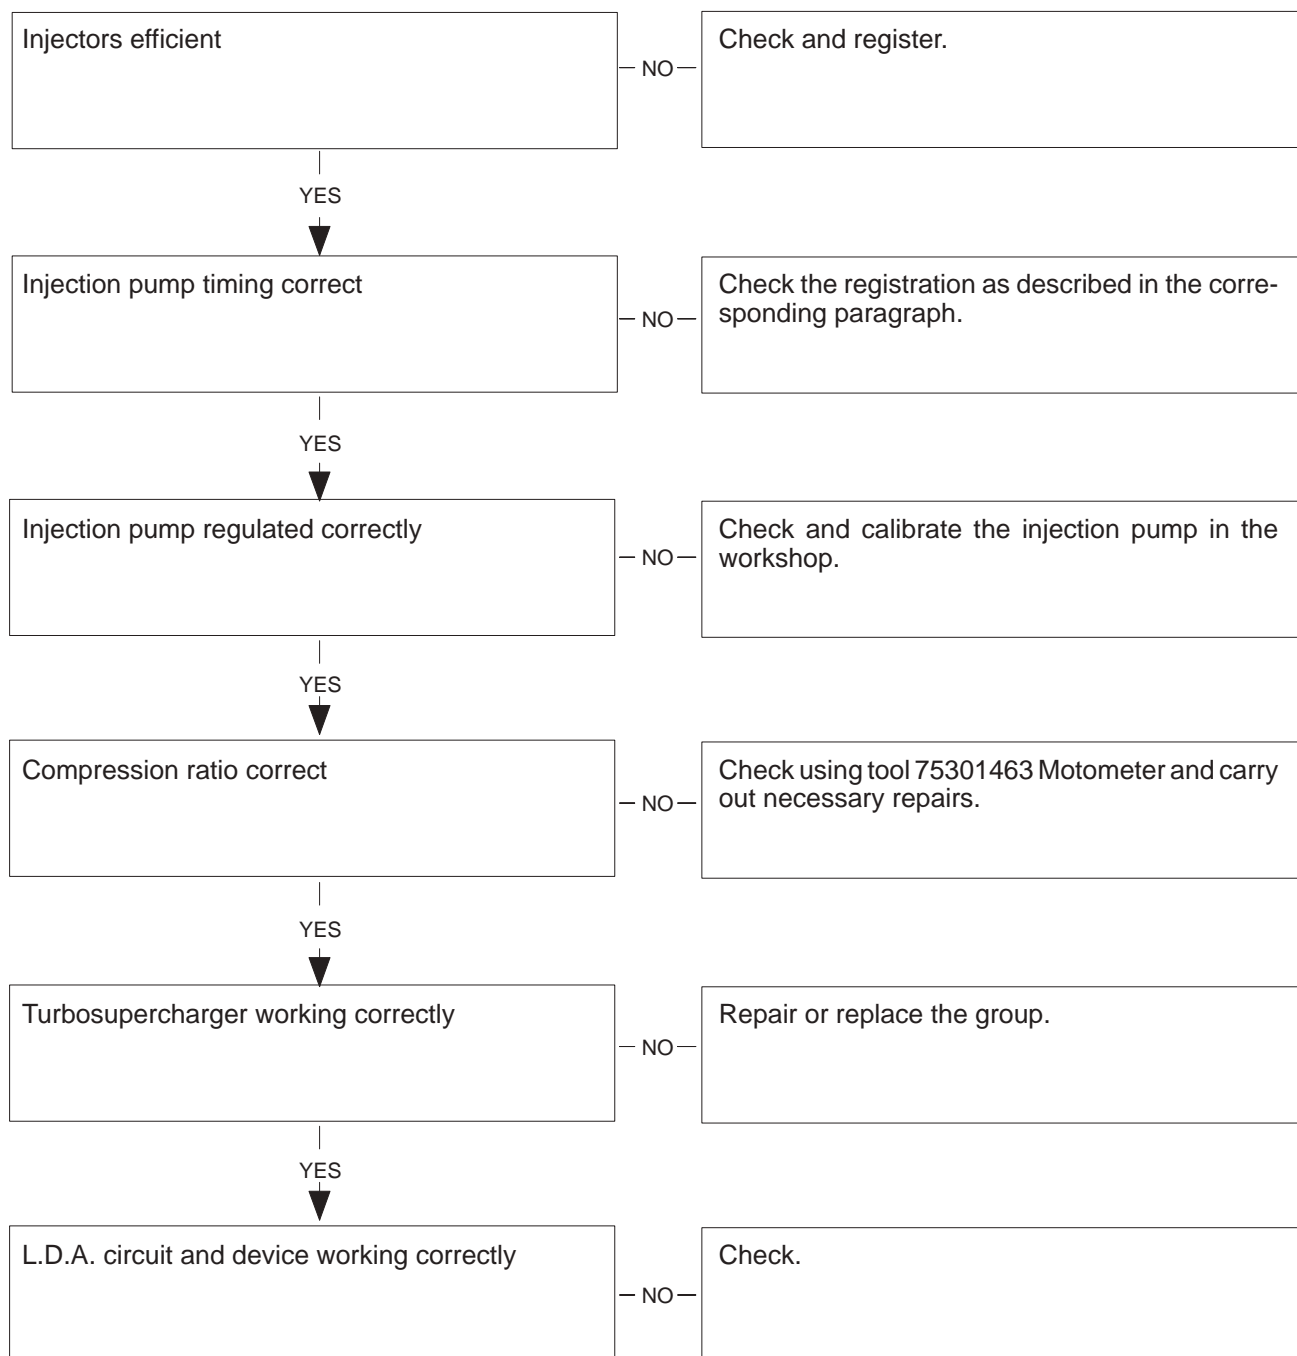 Injectors efficient
NO
Check and register.
YES
Injection pump timing correct
NO
Check the registration as described in the corre-
sponding paragraph.
YES
Injection pump regulated correctly
NO
Check and calibrate the injection pump in the
workshop.
YES
Compression ratio correct
NO
Check using tool 75301463 Motometer and carry
out necessary repairs.
YES
Turbosupercharger working correctly
NO
Repair or replace the group.
YES
L.D.A. circuit and device working correctly
NO
Check.